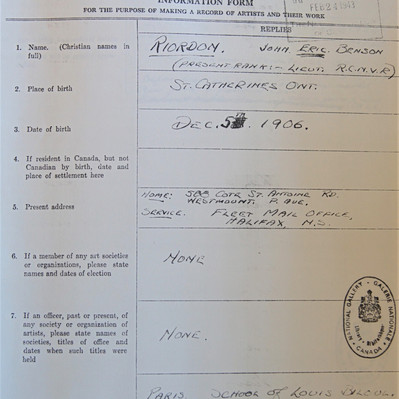 INFORMATION FORM
FOR THE PURPOSE OF MAKING A RECORD OF ARTISTS AND THEIR WORK
FEB 24 1943
REPLIES
1. Name. (Christian names in full)
RIORDON. JOHN ERIC BENSON
(PRESENT RANK:- LIEUT. R.C.N.V.R)
2. Place of birth
ST. CATHERINES ONT.
3. Date of birth
DEC. 5 1906.
4. If resident in Canada, but not
Canadian by birth, date and
place of settlement here
5. Present address
HOME: COTE ST. ANTOINE RD.
WESTMOUNT, P. QUE.
SERVICE. FLEET MAIL OFFICE,
HALIFAX, N.S.
6. If a member of any art societies
or organizations, please state
names and dates of election
NONE
7. If an officer, past or present, of
any society or organization of
artists, please state names of
societies, titles of office and
dates when such titles were
held
NONE.
NATIONAL GALLERY - GALERIE NATIONALE
LIBRARY
CANADA
PARIS SCHOOL OF LOUIS